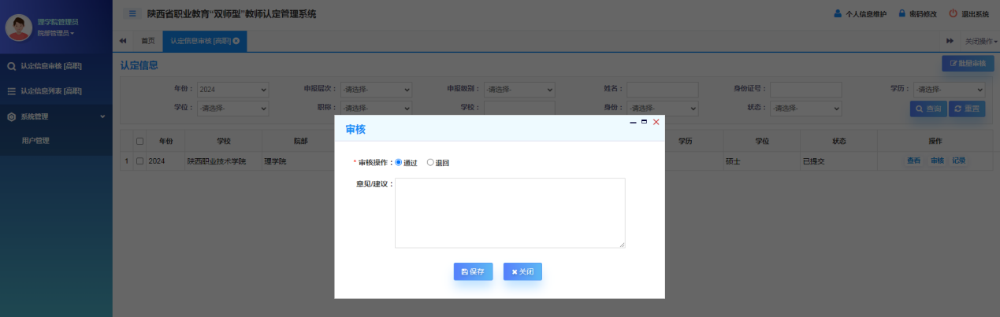 理学院管理员
院部管理员
陕西省职业教育“双师型”教师认定管理系统
个人信息维护 密码修改 退出系统
首页 认定信息审核 [高职] 关闭操作
认定信息审核 [高职]
认定信息列表 [高职]
系统管理
用户管理
认定信息 批量审核
年份： 2024 申报层次： -请选择- 申报级别： -请选择- 姓名： 身份证号： 学历： -请选择-
学位： -请选择- 职称： -请选择- 学校： 身份： -请选择- 状态： -请选择- 查询 重置
年份 学校 院部 学历 学位 状态 操作
1 2024 陕西职业技术学院 理学院 硕士 已提交 查看 审核 记录
审核
* 审核操作： 通过 退回
意见/建议：
保存 关闭